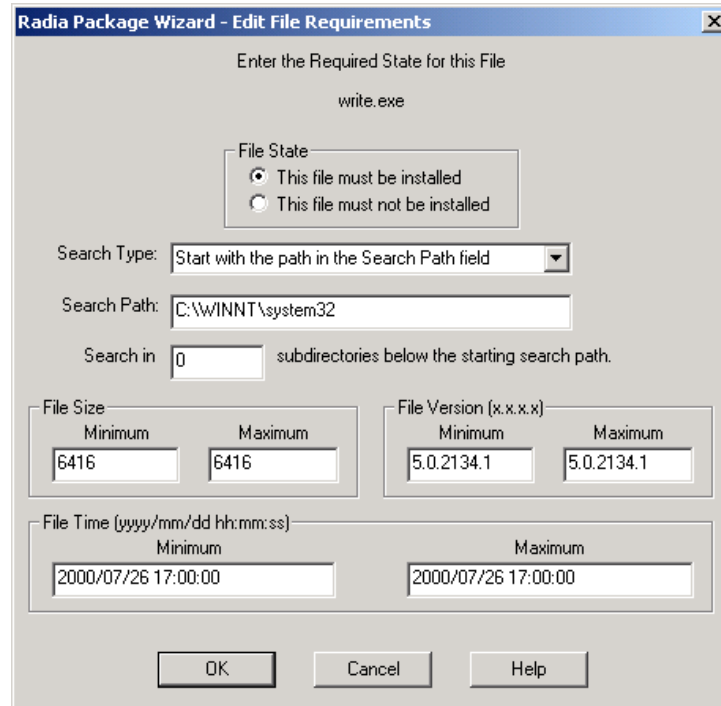 Radia Package Wizard - Edit File Requirements
Enter the Required State for this File
write.exe
File State
This file must be installed
This file must not be installed
Search Type: Start with the path in the Search Path field
Search Path: C:\WINNT\system32
Search in 0 subdirectories below the starting search path.
File Size File Version (x.x.x.x)
Minimum Maximum Minimum Maximum
6416 6416 5.0.2134.1 5.0.2134.1
File Time (yyyy/mm/dd hh:mm:ss)
Minimum Maximum
2000/07/26 17:00:00 2000/07/26 17:00:00
OK Cancel Help